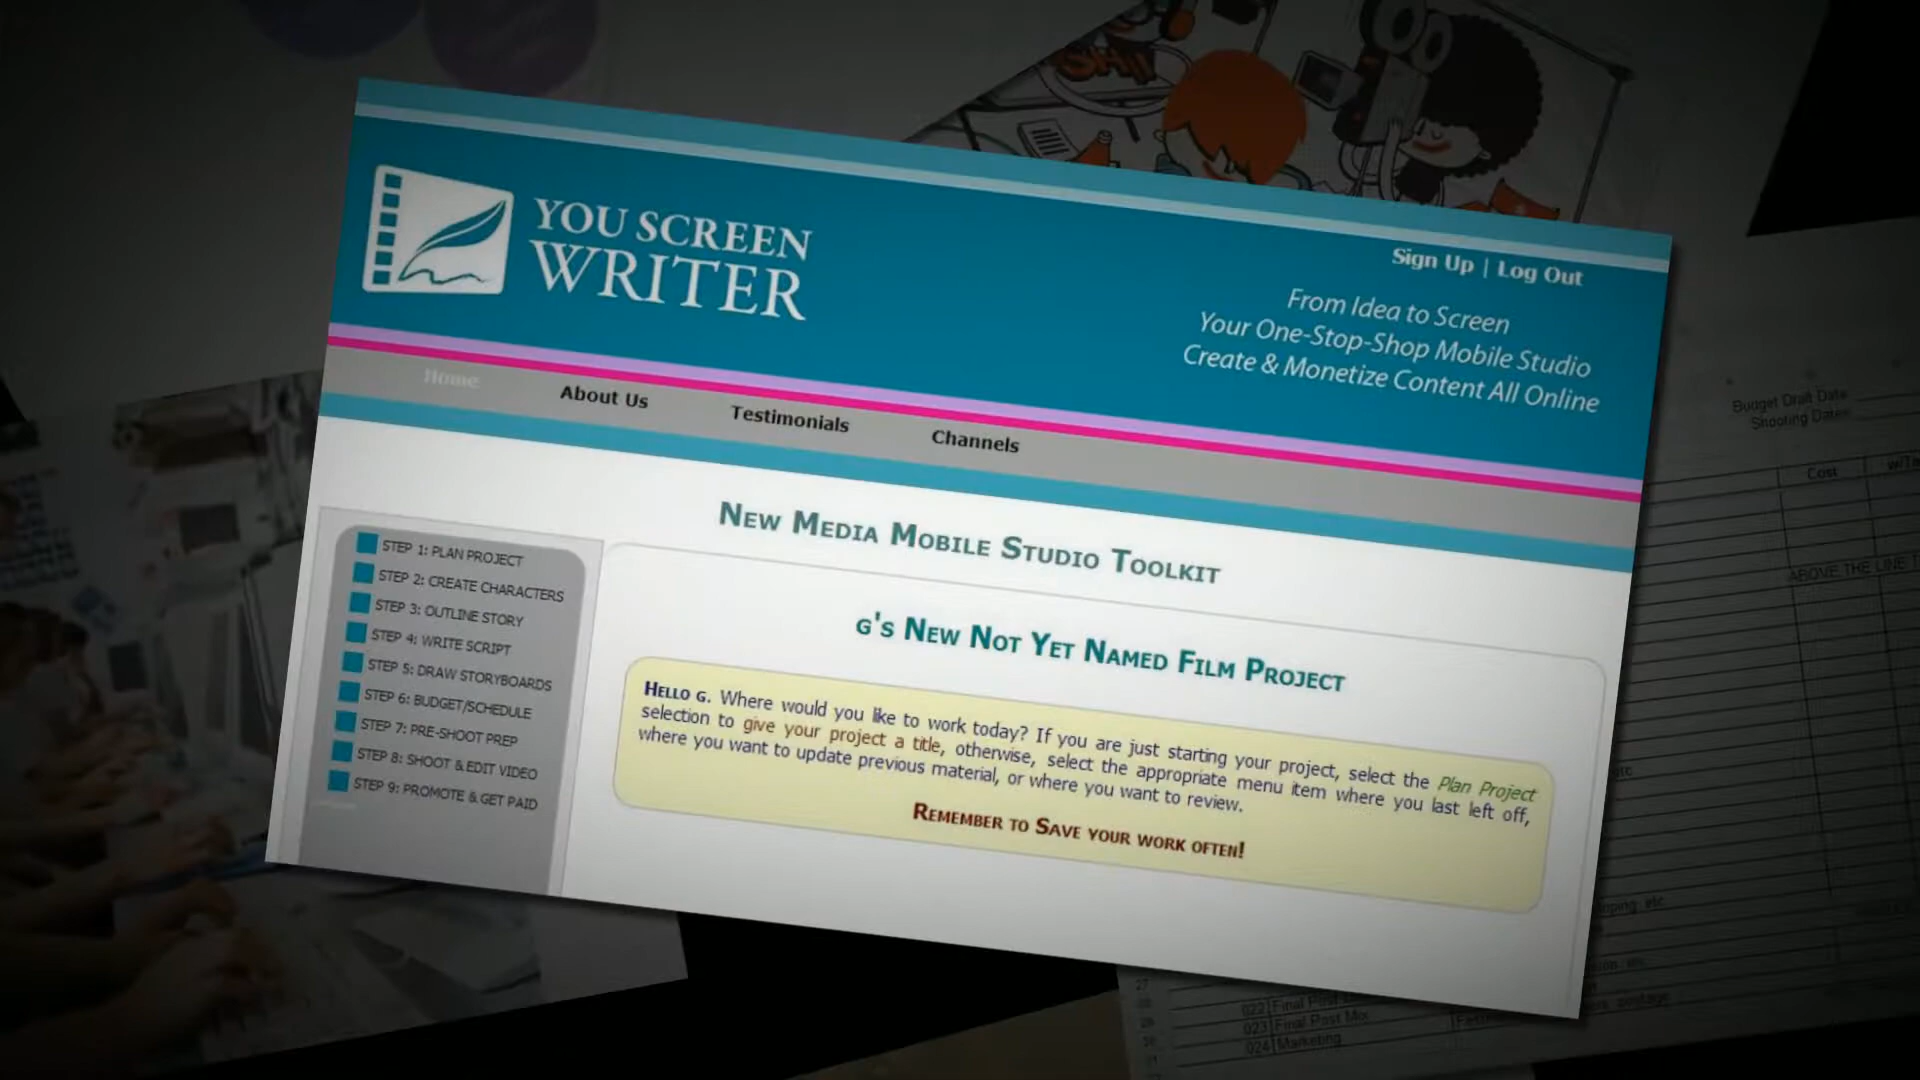 YOU SCREEN
WRITER
Sign Up | Log Out
From Idea to Screen
Your One-Stop-Shop Mobile Studio
Create & Monetize Content All Online
Home
About Us
Testimonials
Channels
NEW MEDIA MOBILE STUDIO TOOLKIT
STEP 1: PLAN PROJECT
STEP 2: CREATE CHARACTERS
STEP 3: OUTLINE STORY
STEP 4: WRITE SCRIPT
STEP 5: DRAW STORYBOARDS
STEP 6: BUDGET/SCHEDULE
STEP 7: PRE-SHOOT PREP
STEP 8: SHOOT & EDIT VIDEO
STEP 9: PROMOTE & GET PAID
G'S NEW NOT YET NAMED FILM PROJECT
HELLO G. Where would you like to work today? If you are just starting your project, select the Plan Project
selection to give your project a title, otherwise, select the appropriate menu item where you last left off,
where you want to update previous material, or where you want to review.
REMEMBER TO SAVE YOUR WORK OFTEN!
Budget Draft Date
Shooting Dates
Cost
ABOVE THE LINE
022 Final Post
023 Final Post Mix
024 Marketing